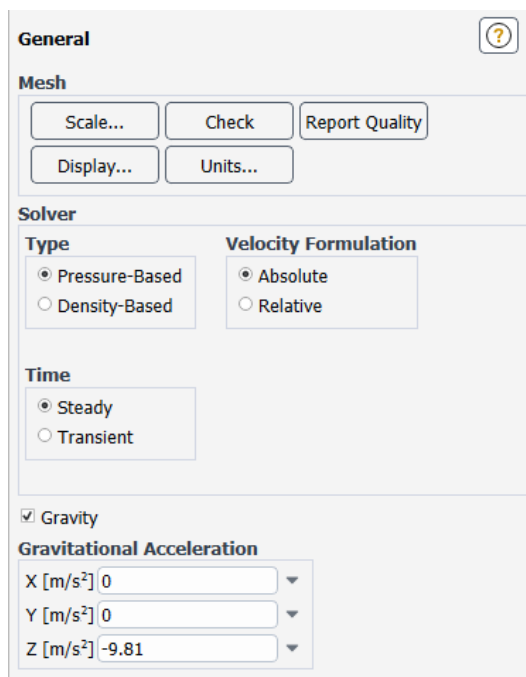 General
?
Mesh
Scale... Check Report Quality
Display... Units...
Solver
Type Velocity Formulation
Pressure-Based Absolute
Density-Based Relative
Time
Steady
Transient
Gravity
Gravitational Acceleration
X [m/s²] 0
Y [m/s²] 0
Z [m/s²] -9.81